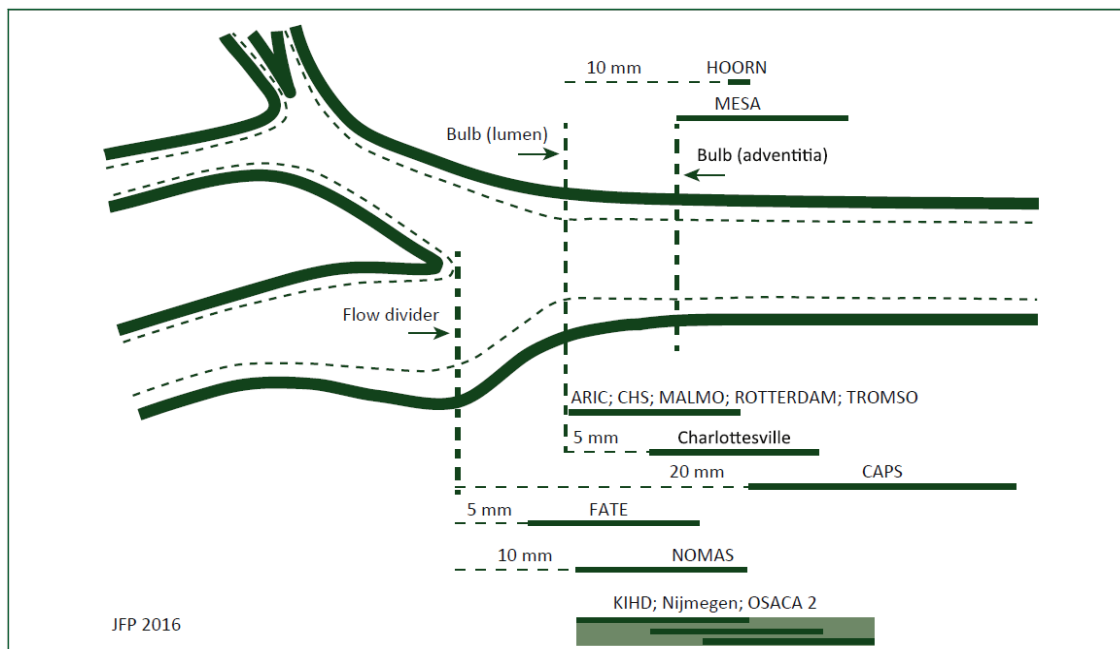 10 mm
HOORN
MESA
Bulb (lumen)
Bulb (adventitia)
Flow divider
ARIC; CHS; MALMO; ROTTERDAM; TROMSO
5 mm
Charlottesville
20 mm
CAPS
5 mm
FATE
10 mm
NOMAS
KIHD; Nijmegen; OSACA 2
JFP 2016